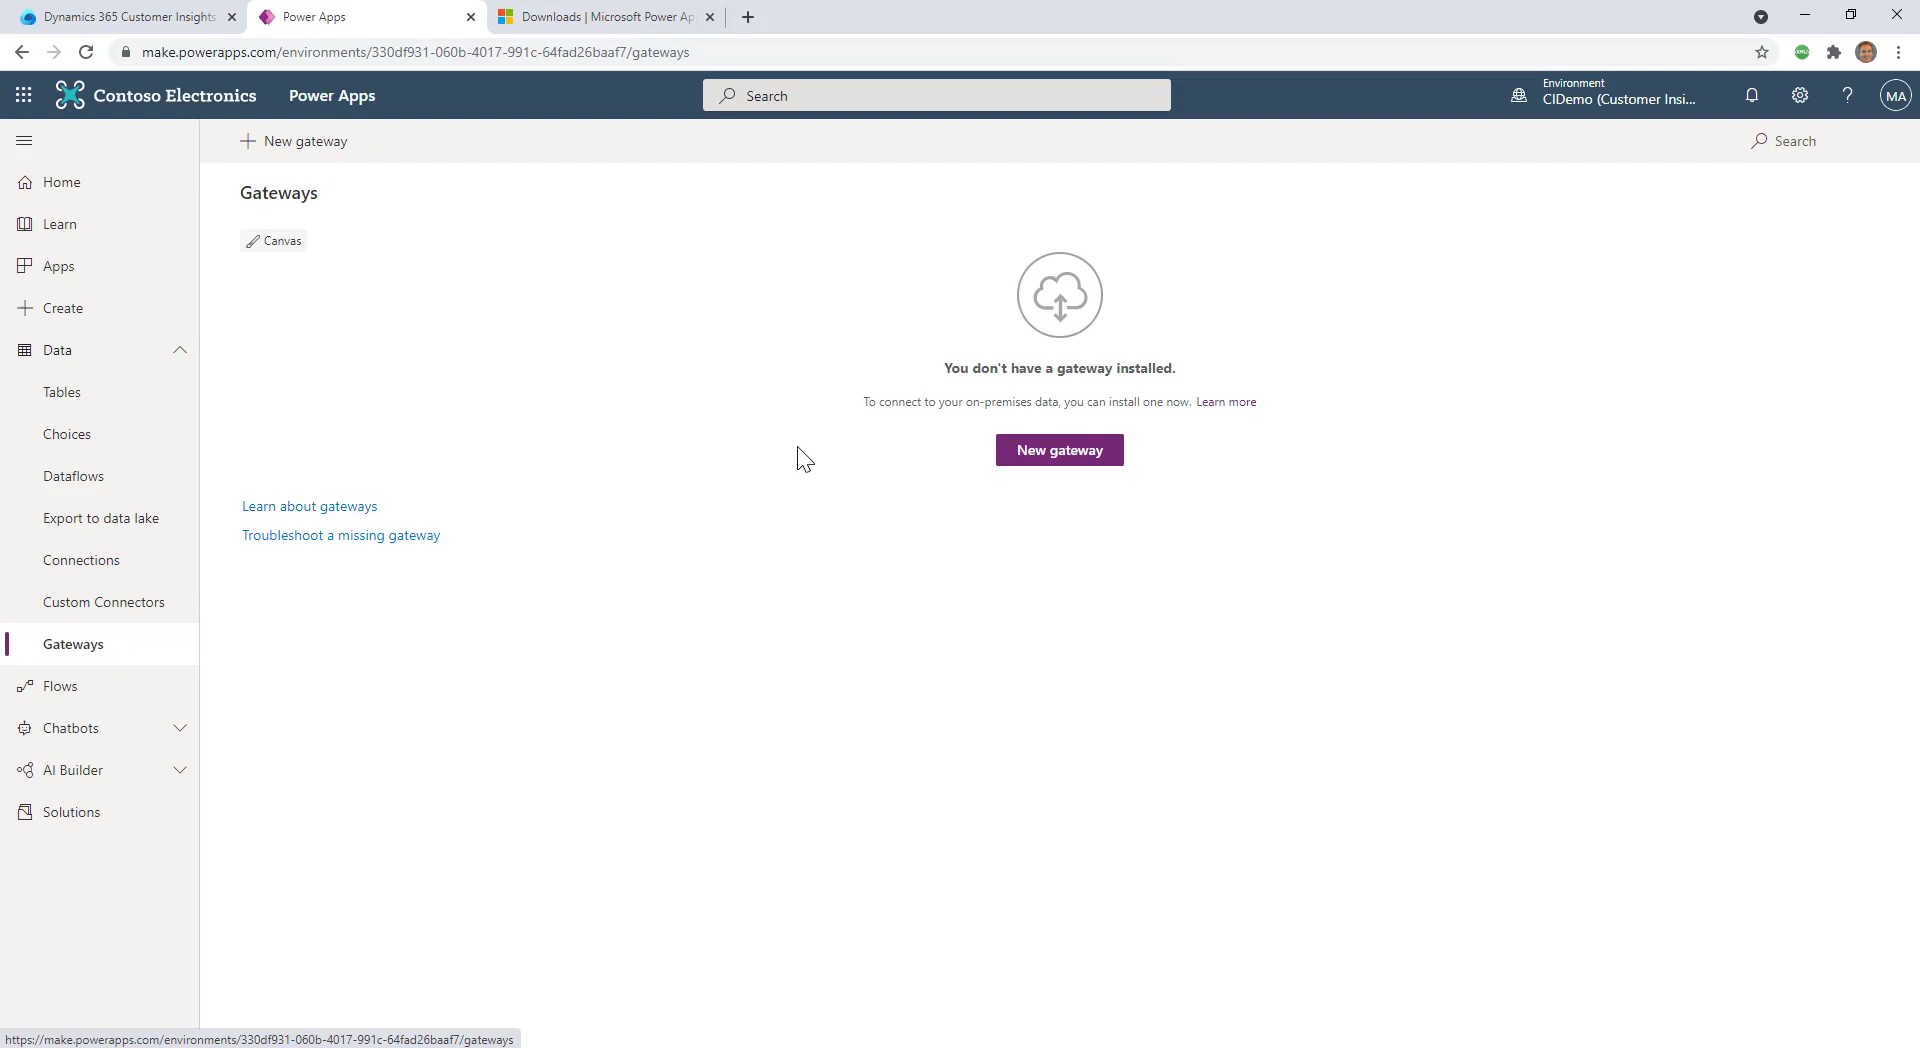 Dynamics 365 Customer Insights
Power Apps
Downloads | Microsoft Power Ap
make.powerapps.com/environments/330df931-060b-4017-991c-64fad26baaf7/gateways
Contoso Electronics
Power Apps
Search
Environment
CIDemo (Customer Insi...
?
MA
New gateway
Search
Home
Learn
Apps
Create
Data
Tables
Choices
Dataflows
Export to data lake
Connections
Custom Connectors
Gateways
Flows
Chatbots
AI Builder
Solutions
Gateways
Canvas
You don't have a gateway installed.
To connect to your on-premises data, you can install one now. Learn more
New gateway
Learn about gateways
Troubleshoot a missing gateway
https://make.powerapps.com/environments/330df931-060b-4017-991c-64fad26baaf7/gateways